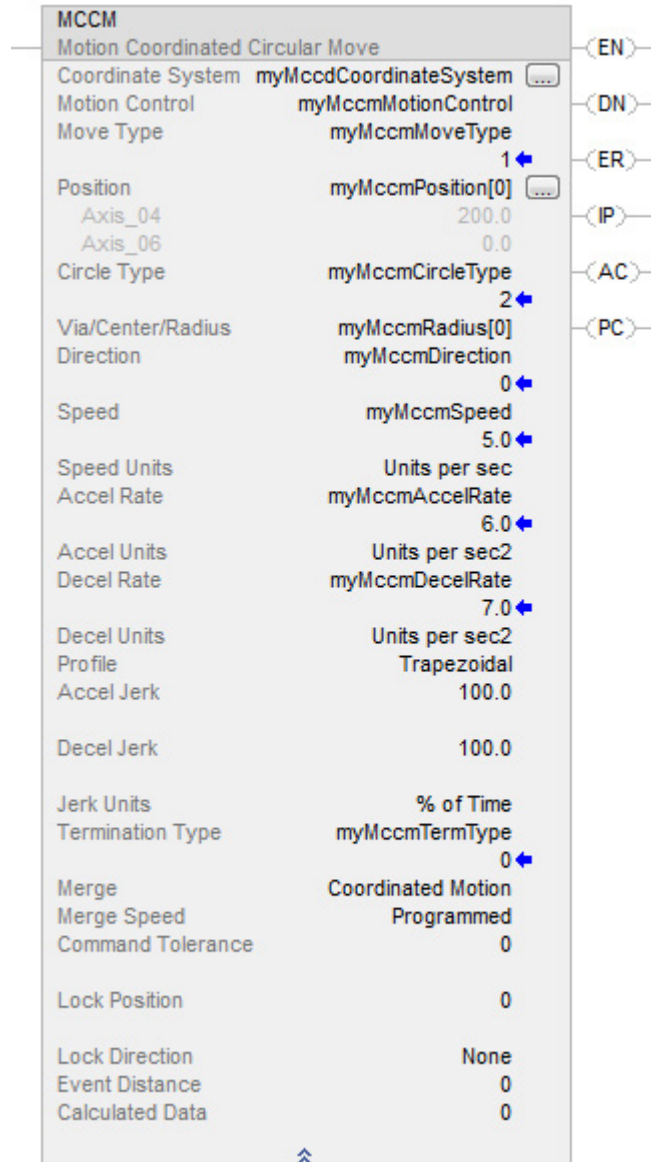 MCCM
Motion Coordinated Circular Move (EN)
Coordinate System myMccdCoordinateSystem ...
Motion Control myMccmMotionControl (DN)
Move Type myMccmMoveType
1 (ER)
Position myMccmPosition[0] ...
Axis_04 200.0 (IP)
Axis_06 0.0
Circle Type myMccmCircleType (AC)
2
Via/Center/Radius myMccmRadius[0] (PC)
Direction myMccmDirection
0
Speed myMccmSpeed
5.0
Speed Units Units per sec
Accel Rate myMccmAccelRate
6.0
Accel Units Units per sec2
Decel Rate myMccmDecelRate
7.0
Decel Units Units per sec2
Profile Trapezoidal
Accel Jerk 100.0
Decel Jerk 100.0
Jerk Units % of Time
Termination Type myMccmTermType
0
Merge Coordinated Motion
Merge Speed Programmed
Command Tolerance 0
Lock Position 0
Lock Direction None
Event Distance 0
Calculated Data 0